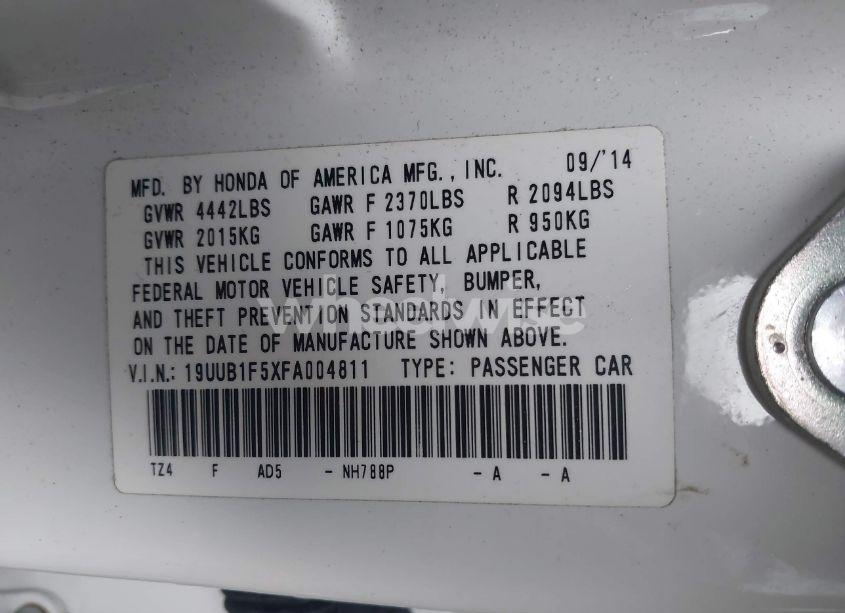 MFD. BY HONDA OF AMERICA MFG., INC. 09/'14
GVWR 4442LBS GAWR F 2370LBS R 2094LBS
GVWR 2015KG GAWR F 1075KG R 950KG
THIS VEHICLE CONFORMS TO ALL APPLICABLE
FEDERAL MOTOR VEHICLE SAFETY, BUMPER,
AND THEFT PREVENTION STANDARDS IN EFFECT
ON THE DATE OF MANUFACTURE SHOWN ABOVE.
V.I.N.: 19UUB1F5XFA004811 TYPE: PASSENGER CAR
TZ4 F AD5 - NH788P - A - A